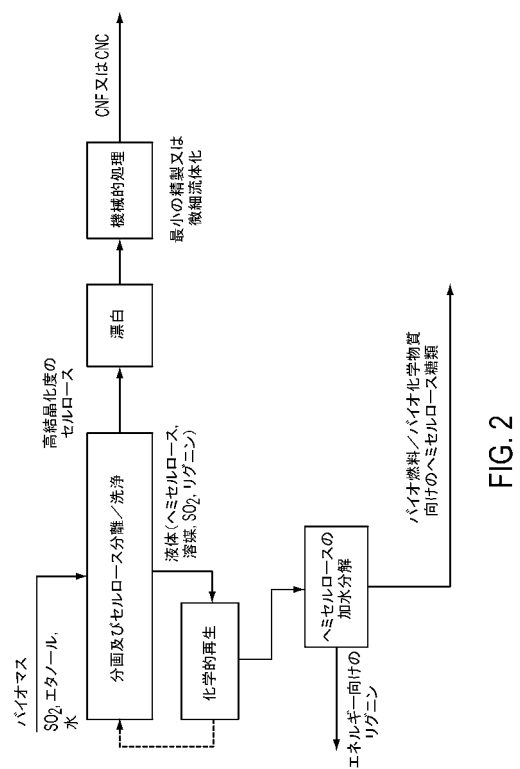 バイオマス
SO₂, エタノール,
水
分画及びセルロース分離／洗浄
高結晶化度の
セルロース
漂白
機械的処理
最小の精製又は
微細流体化
CNF又はCNC
液体(ヘミセルロース,
溶媒, SO₂, リグニン)
化学的再生
ヘミセルロースの
加水分解
エネルギー向けの
リグニン
バイオ燃料／バイオ化学物質
向けのヘミセルロース糖類
FIG. 2